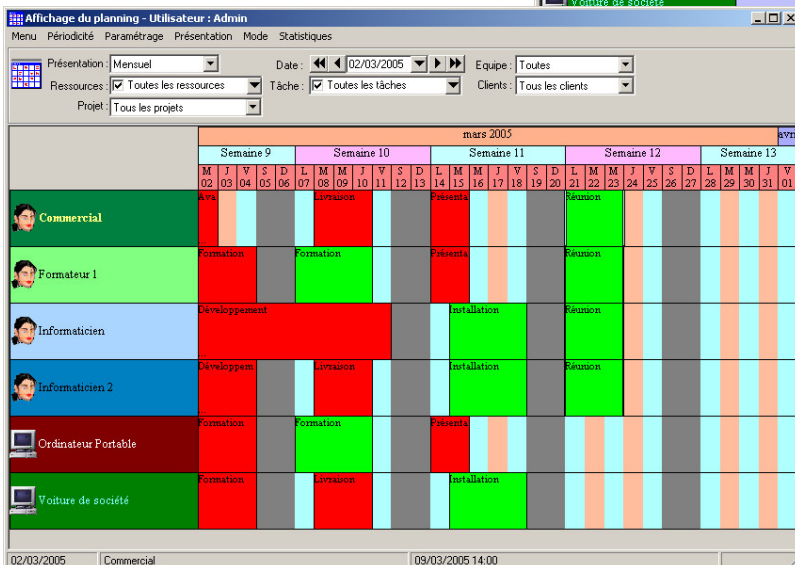 Voiture de société
Affichage du planning - Utilisateur : Admin
Menu Périodicité Paramétrage Présentation Mode Statistiques
Présentation : Mensuel Date : 02/03/2005 Equipe : Toutes
Ressources : Toutes les ressources Tâche : Toutes les tâches Clients : Tous les clients
Projet : Tous les projets
mars 2005 avri
Semaine 9 Semaine 10 Semaine 11 Semaine 12 Semaine 13
M J V S D L M M J V S D L M M J V S D L M M J V S D L M M J V
02 03 04 05 06 07 08 09 10 11 12 13 14 15 16 17 18 19 20 21 22 23 24 25 26 27 28 29 30 31 01
Ava Livraison Présenta Réunion
Commercial
...
Formation Formation Présenta Réunion
Formateur 1
Développement Installation Réunion
Informaticien
...
Développem Livraison Installation Réunion
Informaticien 2
...
Formation Formation Présenta
Ordinateur Portable
Formation Livraison Installation
Voiture de société
02/03/2005 Commercial 09/03/2005 14:00